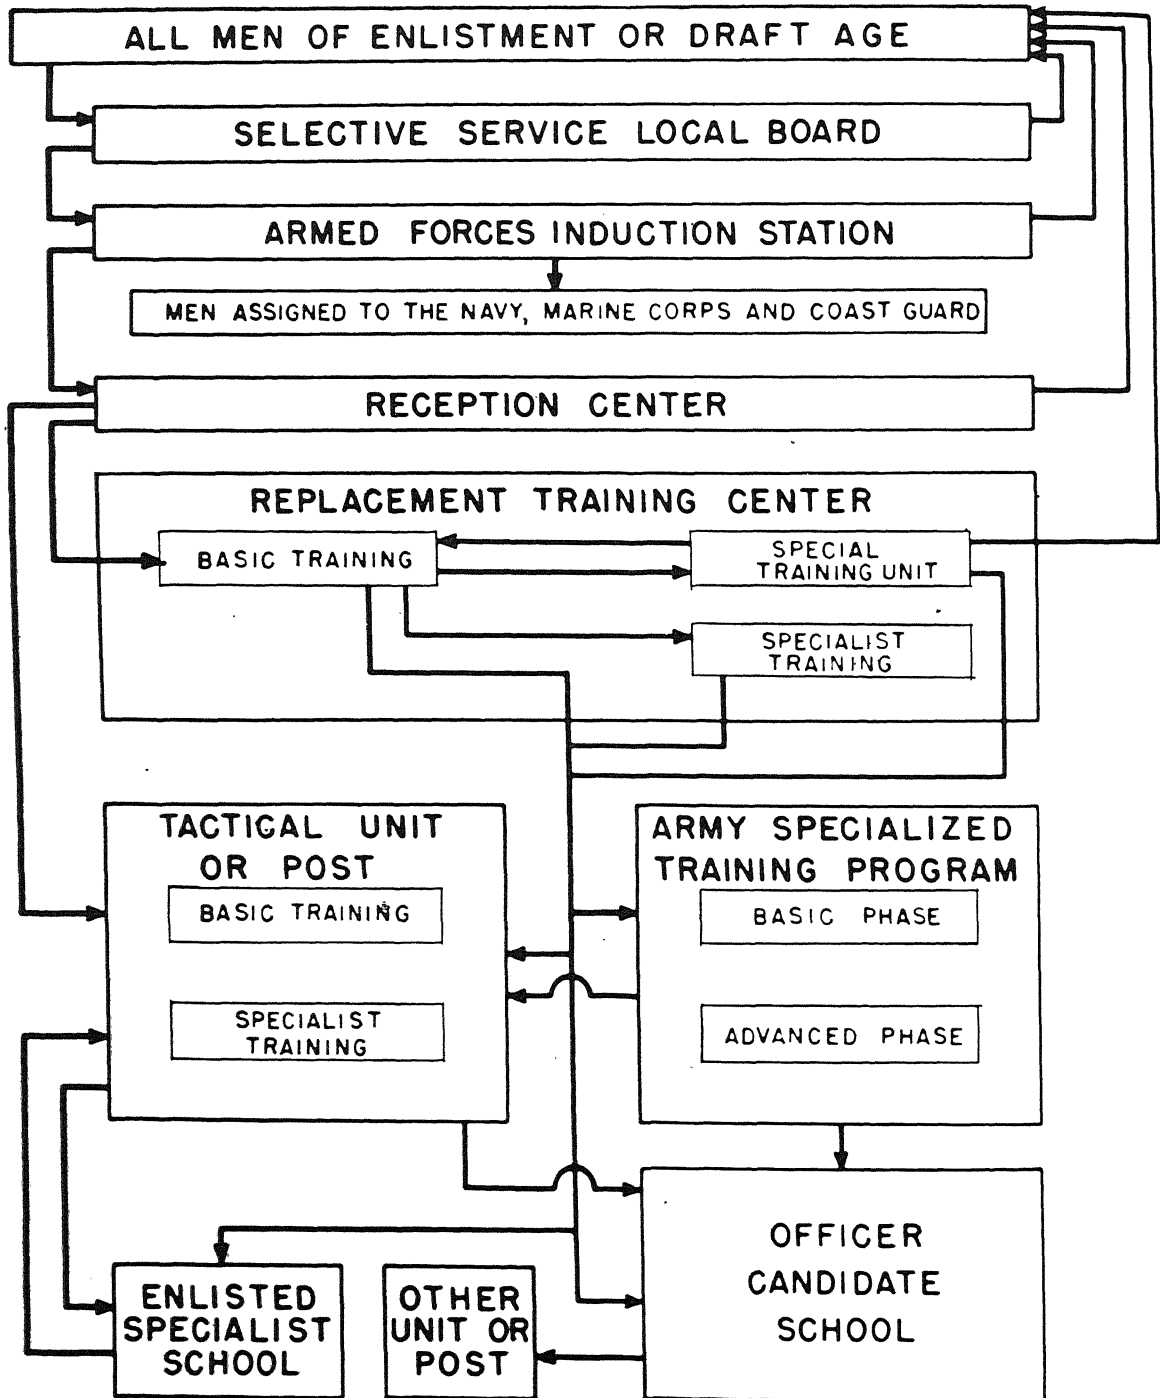 ALL MEN OF ENLISTMENT OR DRAFT AGE
SELECTIVE SERVICE LOCAL BOARD
ARMED FORCES INDUCTION STATION
MEN ASSIGNED TO THE NAVY, MARINE CORPS AND COAST GUARD
RECEPTION CENTER
REPLACEMENT TRAINING CENTER
BASIC TRAINING
SPECIAL
TRAINING UNIT
SPECIALIST
TRAINING
TACTICAL UNIT
OR POST
BASIC TRAINING
SPECIALIST
TRAINING
ARMY SPECIALIZED
TRAINING PROGRAM
BASIC PHASE
ADVANCED PHASE
ENLISTED
SPECIALIST
SCHOOL
OTHER
UNIT OR
POST
OFFICER
CANDIDATE
SCHOOL